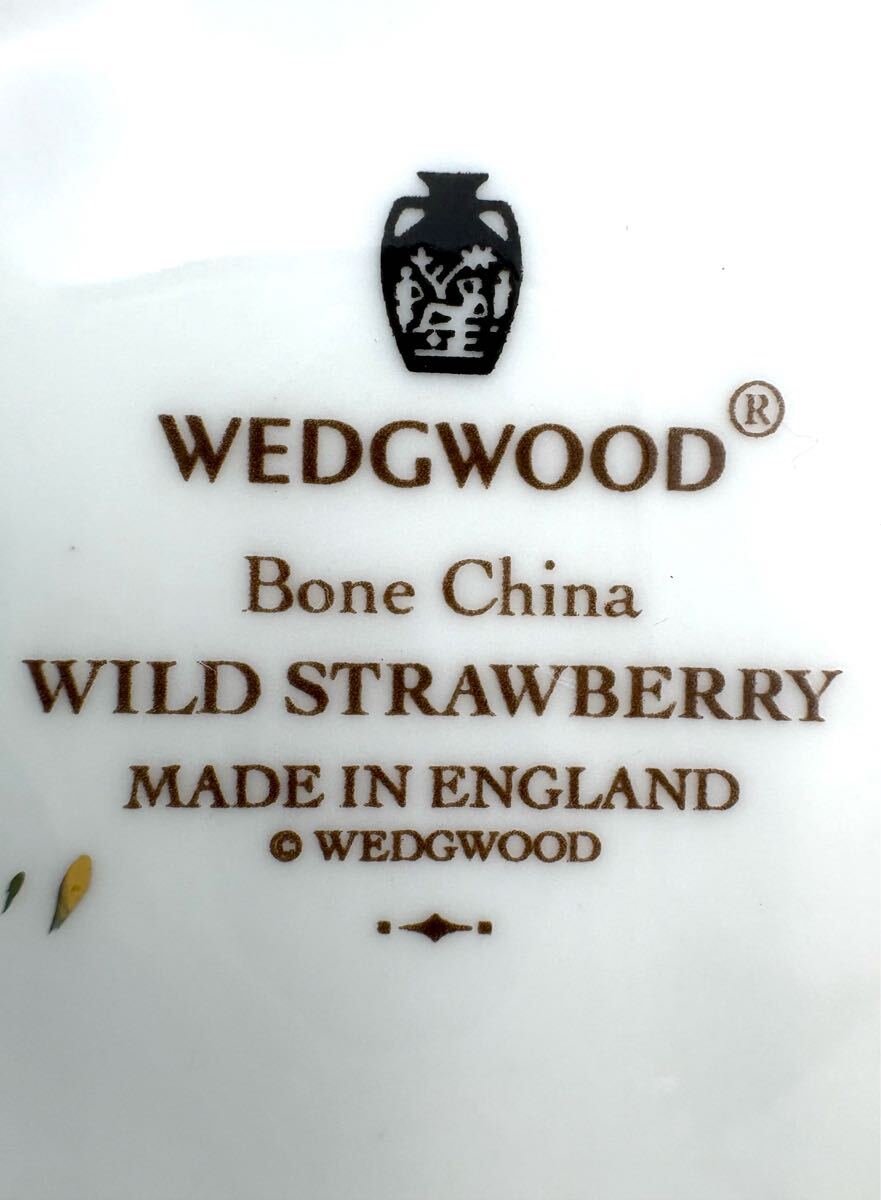 WEDGWOOD®
Bone China
WILD STRAWBERRY
MADE IN ENGLAND
© WEDGWOOD